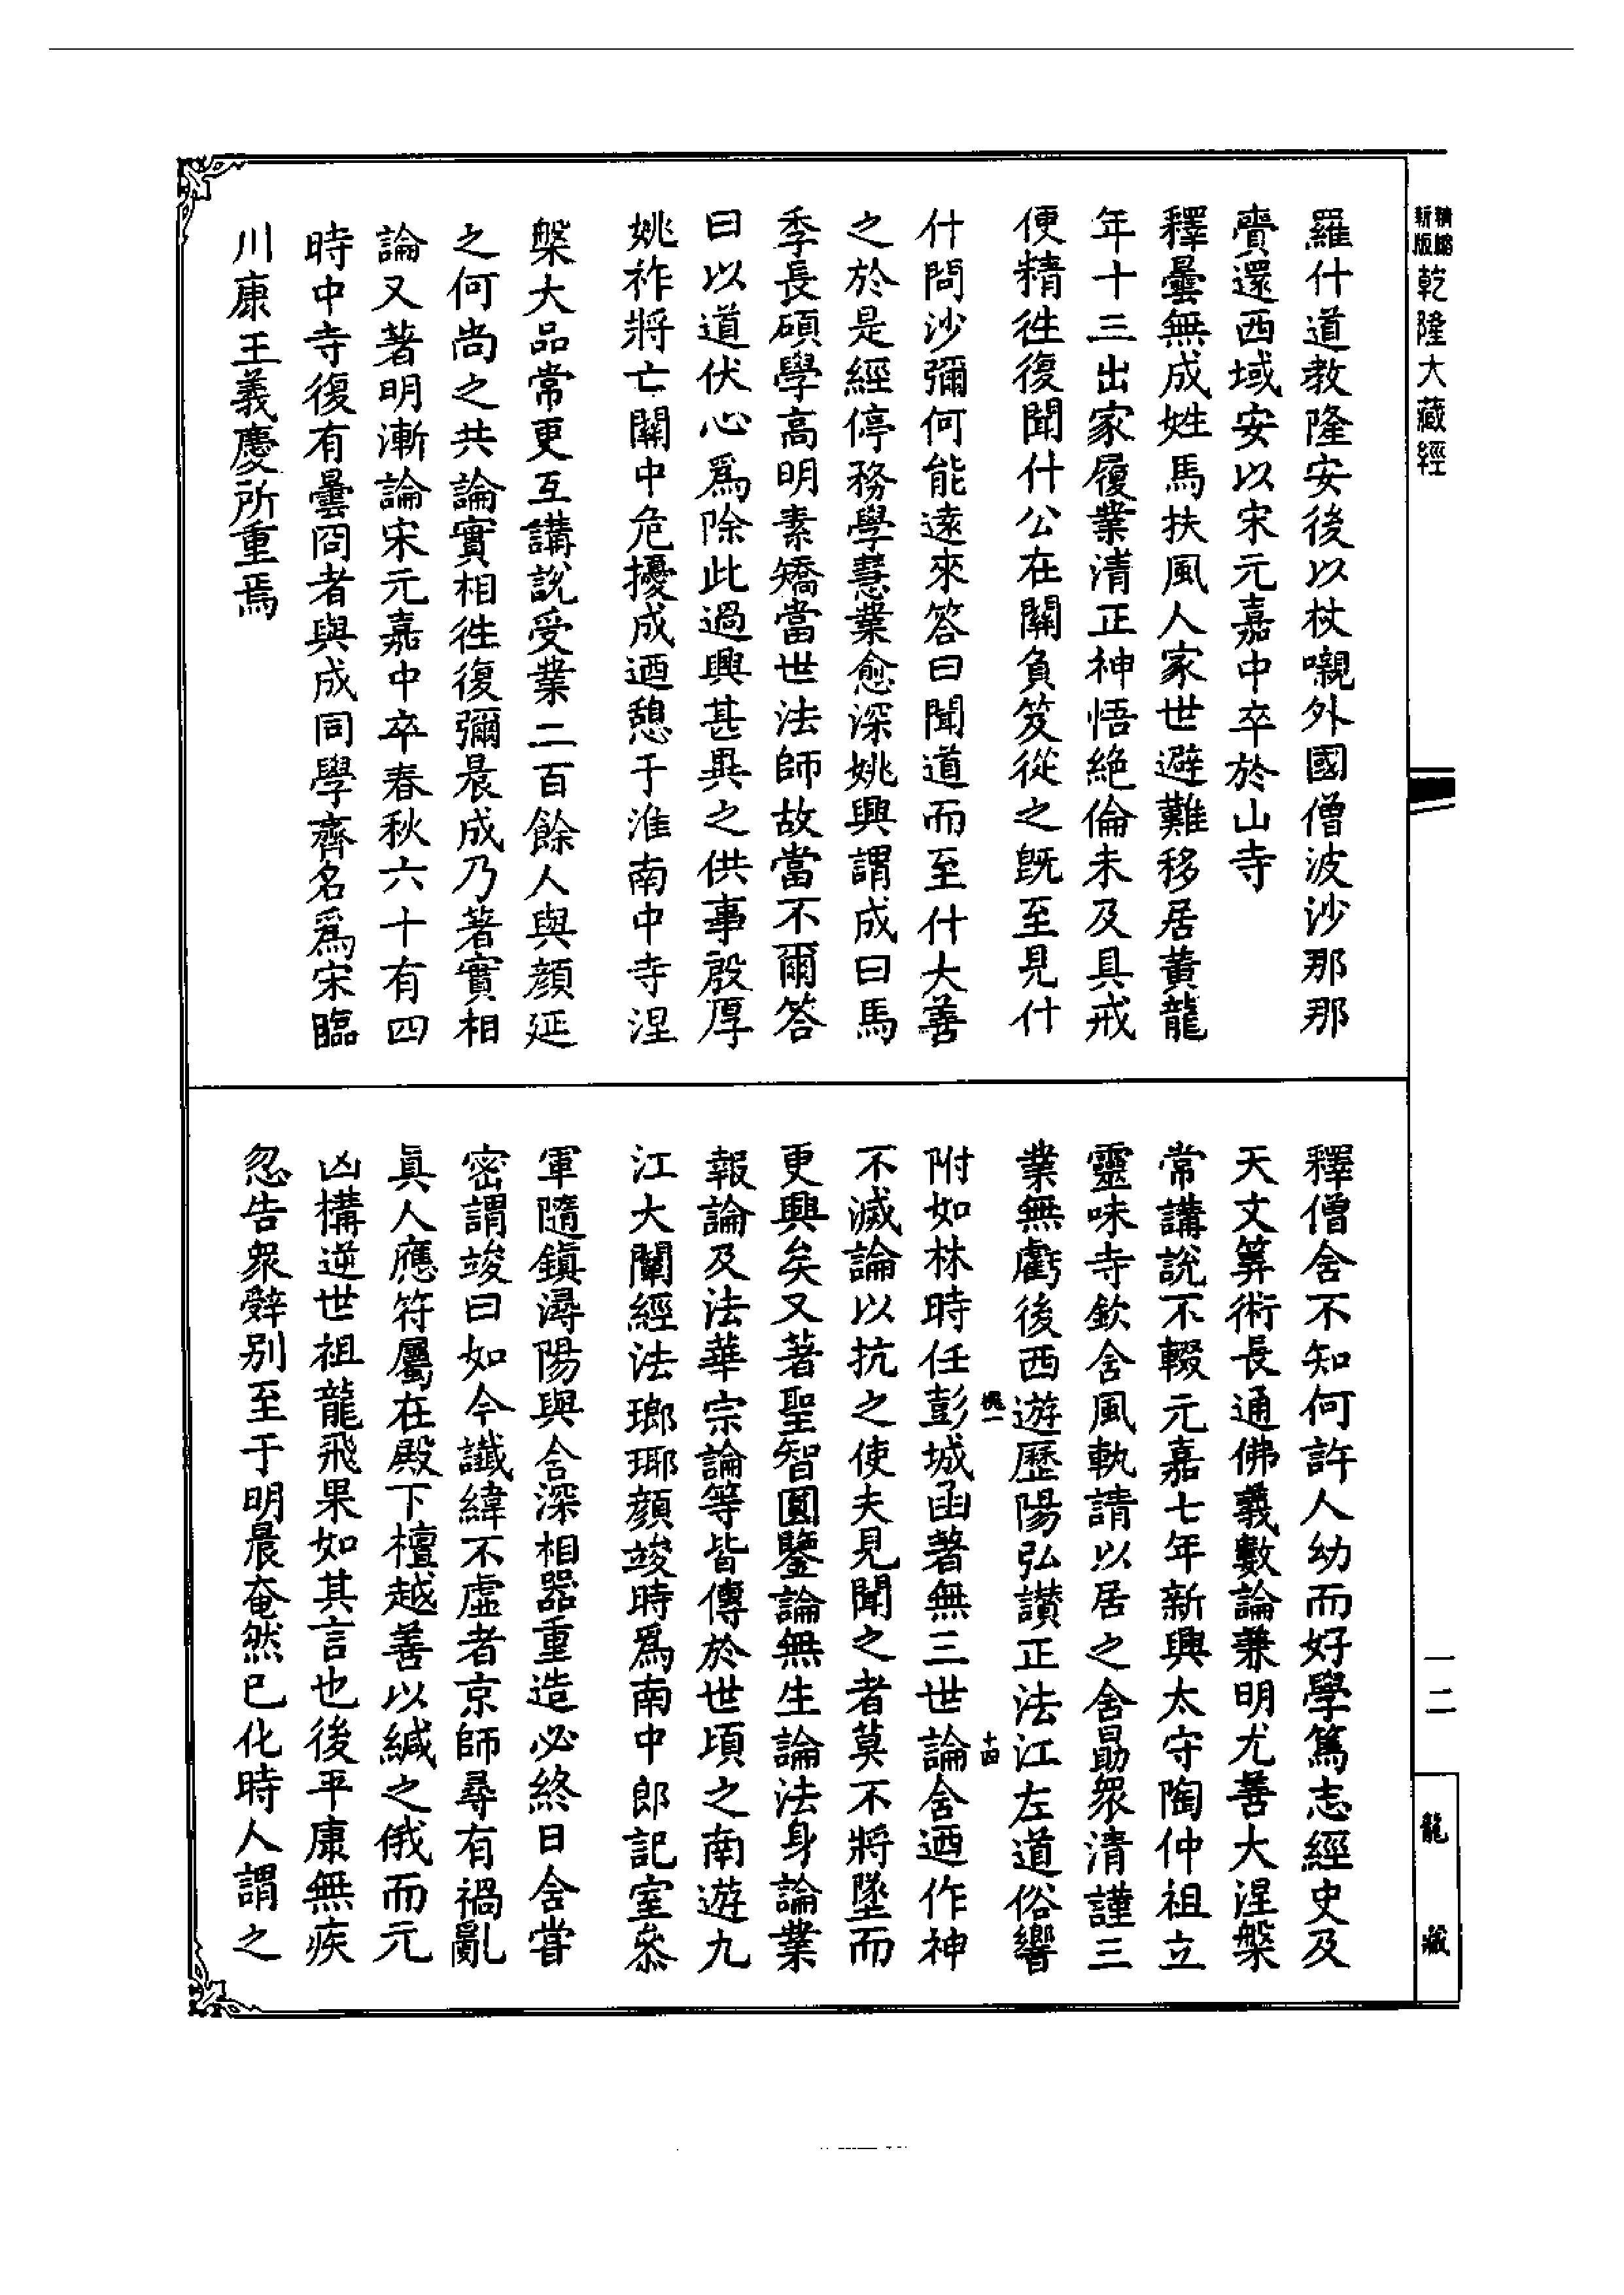 精縮
新版
乾隆大藏經
羅什道教隆安後以杖嚫外國僧波沙那那
賫還西域安以宋元嘉中卒於山寺
釋曇無成姓馬扶風人家世避難移居黃龍
年十三出家履業清正神悟絶倫未及具戒
便精徃復聞什公在關負笈從之旣至見什
什問沙彌何能遠來答曰聞道而至什大善
之於是經停務學慧業愈深姚興謂成曰馬
季長碩學高明素矯當世法師故當不爾答
曰以道伏心爲除此過興甚異之供事殷厚
姚祚將亡關中危擾成迺憩于淮南中寺涅
槃大品常更互講説受業二百餘人與顔延
之何尚之共論實相徃復彌晨成乃著實相
論又著明漸論宋元嘉中卒春秋六十有四
時中寺復有曇冏者與成同學齊名爲宋臨
川康王義慶所重焉
釋僧含不知何許人幼而好學篤志經史及
天文筭術長通佛義數論兼明尤善大涅槃
常講説不輟元嘉七年新興太守陶仲祖立
靈味寺欽含風軌請以居之含勗衆清謹三
業無虧後西遊歷陽弘讃正法江左道俗響
附如林時任彭城函著無三世論含迺作神
十四
不滅論以抗之使夫見聞之者莫不將墜而
更興矣又著聖智圓鑒論無生論法身論業
報論及法華宗論等皆傳於世頃之南遊九
江大闡經法瑯瑘顔竣時爲南中郎記室叅
軍隨鎭潯陽與含深相器重造必終日含嘗
密謂竣曰如今讖緯不虛者京師尋有禍亂
眞人應符屬在殿下檀越善以緘之俄而元
凶構逆世祖龍飛果如其言也後平康無疾
忽告衆辭別至于明晨奄然已化時人謂之
一二
龍藏